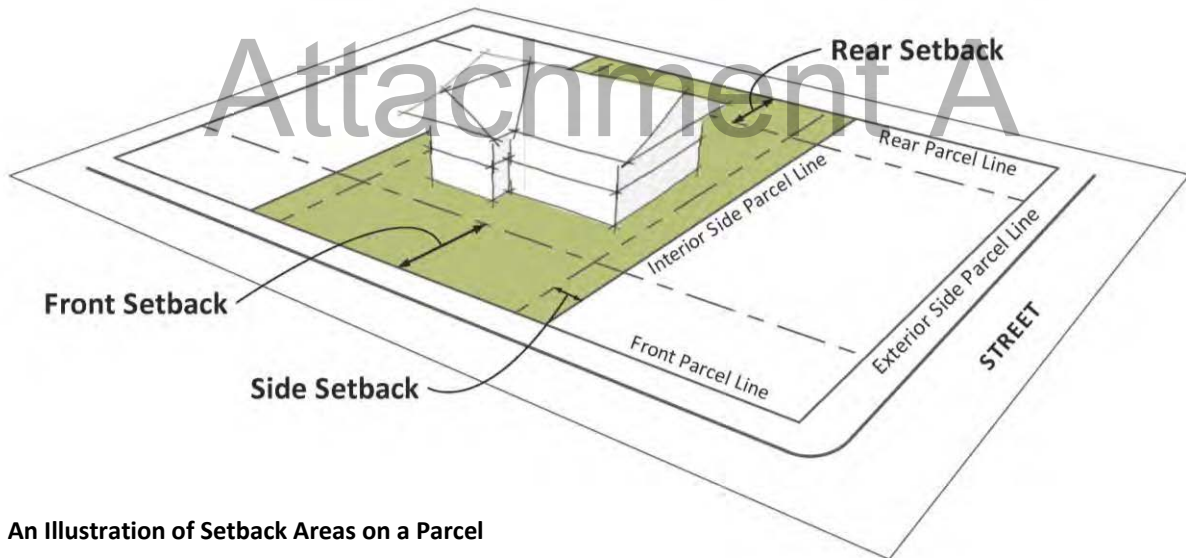 Attachment A
Rear Setback
Rear Parcel Line
Interior Side Parcel Line
Exterior Side Parcel Line
STREET
Front Setback
Front Parcel Line
Side Setback
An Illustration of Setback Areas on a Parcel